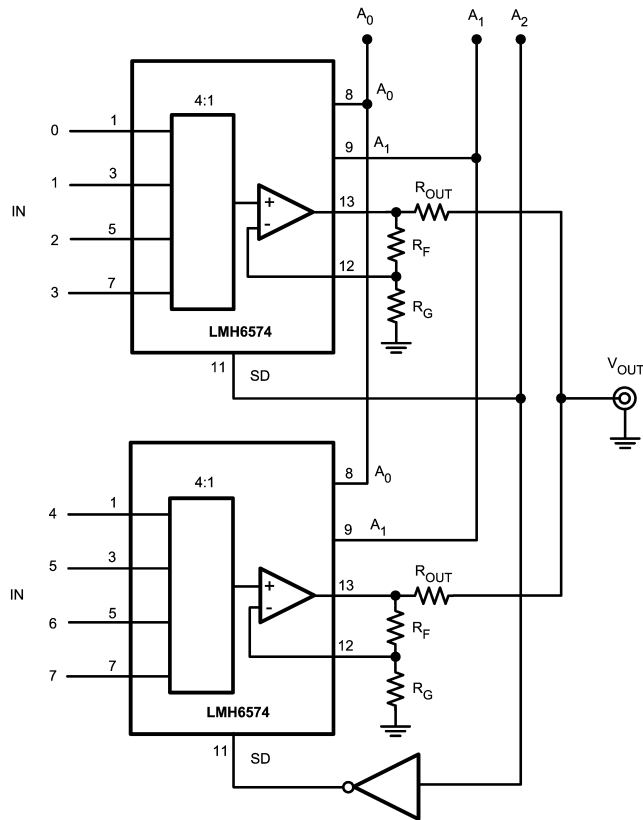 A0 A1 A2
4:1
8 A0
9 A1
0 1
1 3
IN
2 5
3 7
+
-
13 ROUT
RF
12
RG
LMH6574
11 SD
VOUT
4:1
8 A0
9 A1
4 1
5 3
IN
6 5
7 7
+
-
13 ROUT
RF
12
RG
LMH6574
11 SD